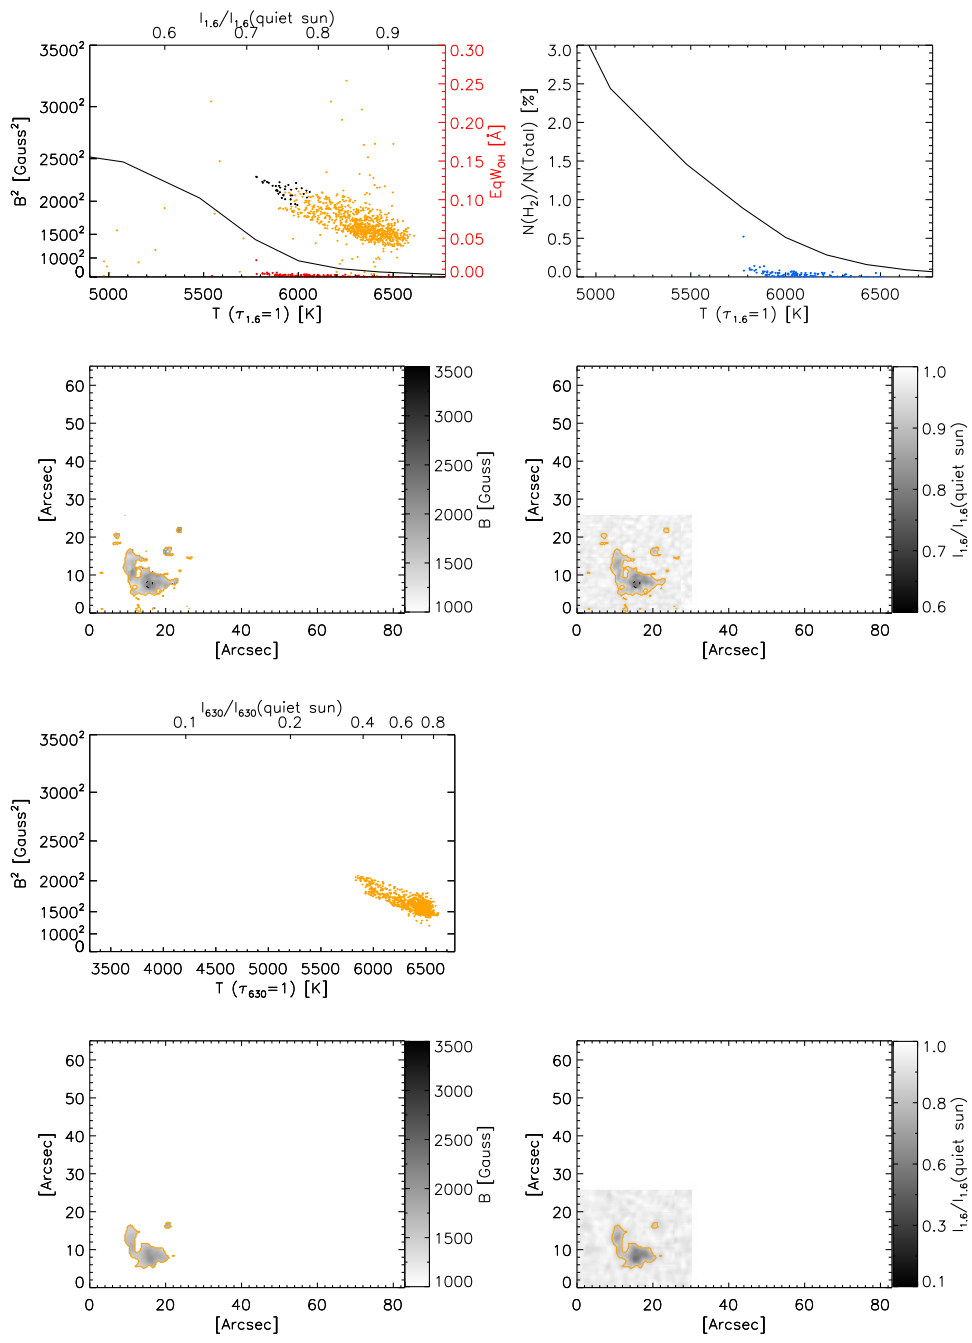 I1.6/I1.6(quiet sun)
0.6 0.7 0.8 0.9
3500² 3000² 2500² 2000² 1500² 1000² 0
B² [Gauss²]
0.30 0.25 0.20 0.15 0.10 0.05 0.00
EqWOH [Å]
5000 5500 6000 6500
T (τ1.6=1) [K]
3.0 2.5 2.0 1.5 1.0 0.5 0.0
N(H2)/N(Total) [%]
5000 5500 6000 6500
T (τ1.6=1) [K]
60 50 40 30 20 10 0
[Arcsec]
0 20 40 60 80
[Arcsec]
3500 3000 2500 2000 1500 1000
B [Gauss]
60 50 40 30 20 10 0
[Arcsec]
0 20 40 60 80
[Arcsec]
1.0 0.9 0.8 0.7 0.6
I1.6/I1.6(quiet sun)
I630/I630(quiet sun)
0.1 0.2 0.4 0.6 0.8
3500² 3000² 2500² 2000² 1500² 1000² 0
B² [Gauss²]
3500 4000 4500 5000 5500 6000 6500
T (τ630=1) [K]
60 50 40 30 20 10 0
[Arcsec]
0 20 40 60 80
[Arcsec]
3500 3000 2500 2000 1500 1000
B [Gauss]
60 50 40 30 20 10 0
[Arcsec]
0 20 40 60 80
[Arcsec]
1.0 0.8 0.6 0.3 0.1
I1.6/I1.6(quiet sun)